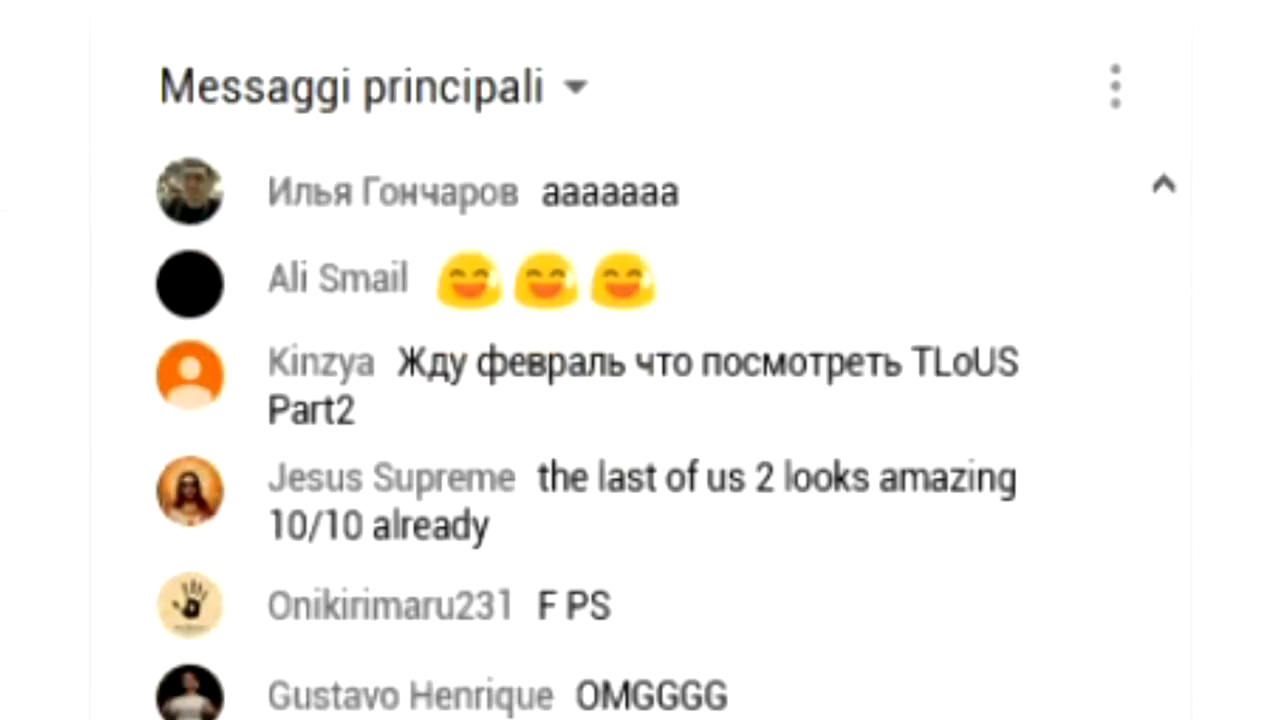 Messaggi principali
Илья Гончаров ааааааа
Ali Smail 😅😅😅
Kinzya Жду февраль что посмотреть TLoUS
Part2
Jesus Supreme the last of us 2 looks amazing
10/10 already
Onikirimaru231 F PS
Gustavo Henrique OMGGGG